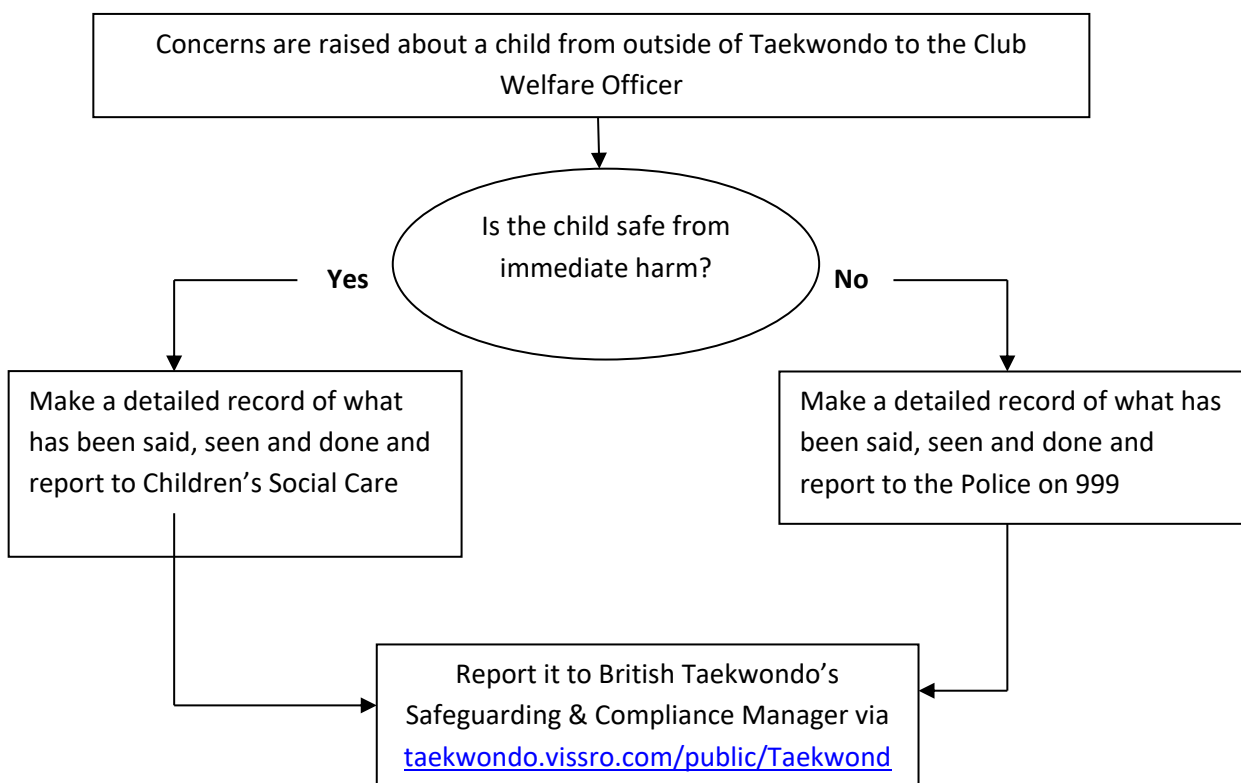 Concerns are raised about a child from outside of Taekwondo to the Club
Welfare Officer
Is the child safe from
immediate harm?
Yes
No
Make a detailed record of what
has been said, seen and done and
report to Children’s Social Care
Make a detailed record of what has
been said, seen and done and
report to the Police on 999
Report it to British Taekwondo’s
Safeguarding & Compliance Manager via
taekwondo.vissro.com/public/Taekwond